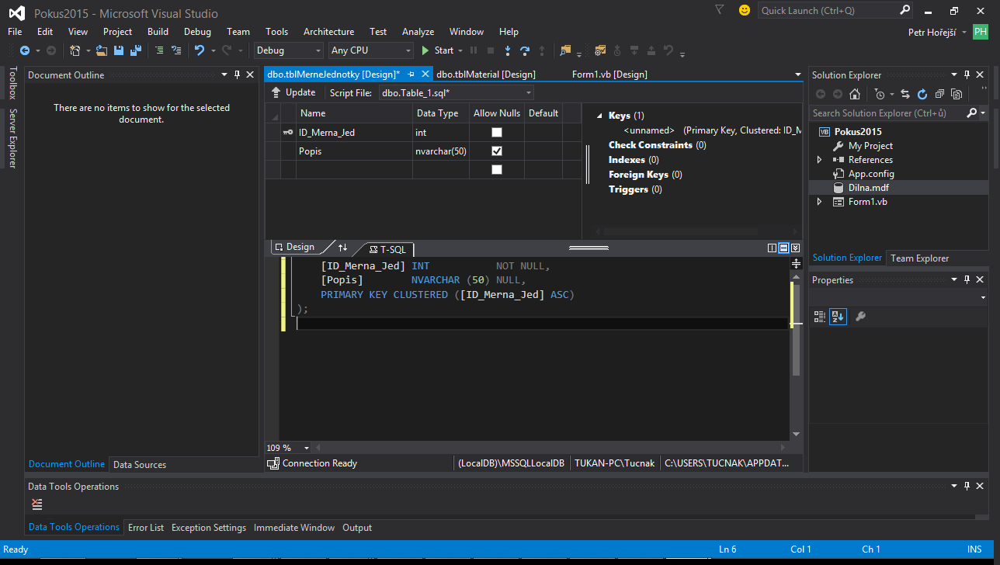 Pokus2015 - Microsoft Visual Studio
Quick Launch (Ctrl+Q)
File Edit View Project Build Debug Team Tools Architecture Test Analyze Window Help
Petr Hořejší PH
Debug Any CPU Start
Toolbox
Server Explorer
Document Outline
There are no items to show for the selected
document.
Document Outline Data Sources
dbo.tblMerneJednotky [Design]* dbo.tblMaterial [Design] Form1.vb [Design]
Update Script File: dbo.Table_1.sql*
Name Data Type Allow Nulls Default
ID_Merna_Jed int
Popis nvarchar(50)
Keys (1)
<unnamed> (Primary Key, Clustered: ID_M
Check Constraints (0)
Indexes (0)
Foreign Keys (0)
Triggers (0)
Design T-SQL
[ID_Merna_Jed] INT NOT NULL,
[Popis] NVARCHAR (50) NULL,
PRIMARY KEY CLUSTERED ([ID_Merna_Jed] ASC)
);
109 %
Connection Ready (LocalDB)\MSSQLLocalDB TUKAN-PC\Tucnak C:\USERS\TUCNAK\APPDAT...
Solution Explorer
Search Solution Explorer (Ctrl+ů)
VB Pokus2015
My Project
References
App.config
Dilna.mdf
Form1.vb
Solution Explorer Team Explorer
Properties
Data Tools Operations
Data Tools Operations Error List Exception Settings Immediate Window Output
Ready Ln 6 Col 1 Ch 1 INS